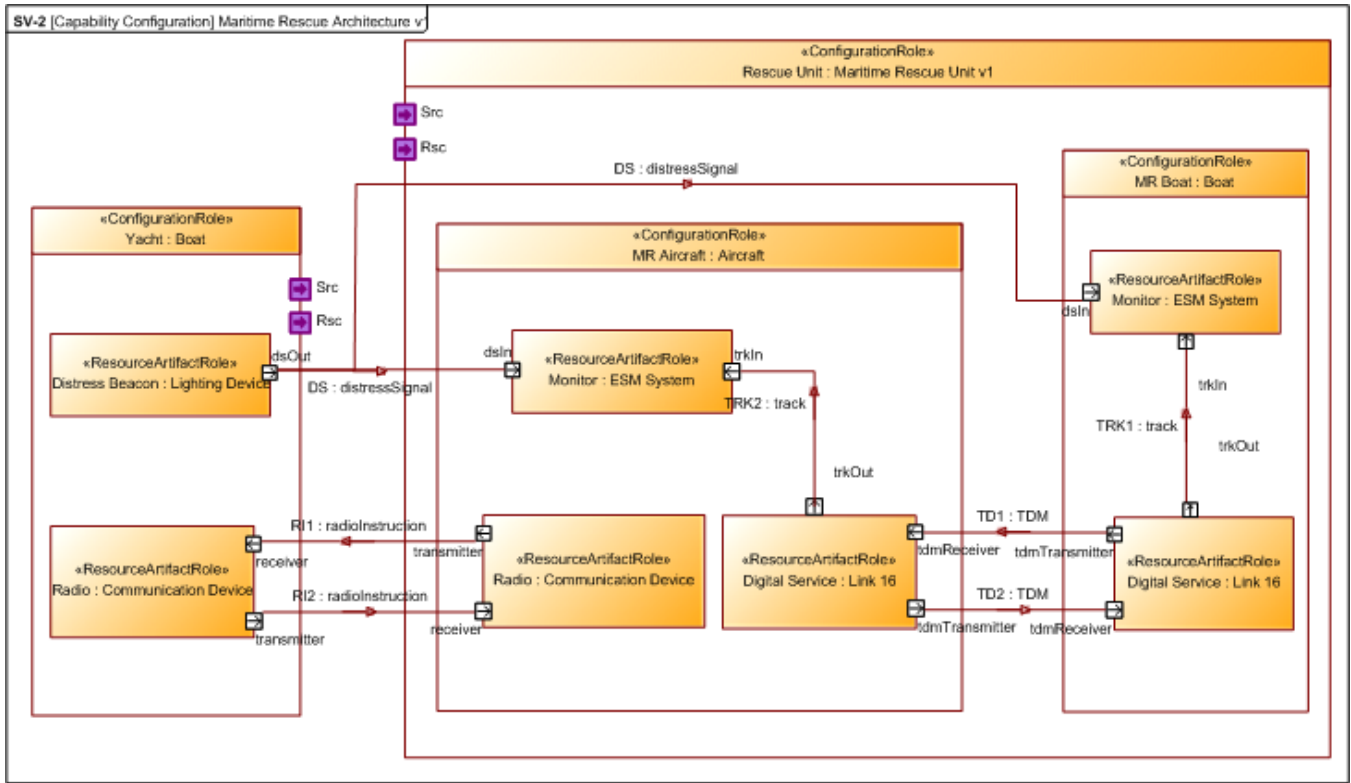 SV-2 [Capability Configuration] Maritime Rescue Architecture v1
«ConfigurationRole»
Rescue Unit : Maritime Rescue Unit v1
Src
Rsc
DS : distressSignal
«ConfigurationRole»
MR Boat : Boat
«ConfigurationRole»
Yacht : Boat
«ConfigurationRole»
MR Aircraft : Aircraft
Src
Rsc
«ResourceArtifactRole»
Monitor : ESM System
dsIn
«ResourceArtifactRole»
Distress Beacon : Lighting Device
dsOut
DS : distressSignal
dsIn
«ResourceArtifactRole»
Monitor : ESM System
trkIn
TRK2 : track
trkIn
TRK1 : track
trkOut
trkOut
«ResourceArtifactRole»
Radio : Communication Device
RI1 : radioInstruction
receiver
transmitter
RI2 : radioInstruction
transmitter
receiver
«ResourceArtifactRole»
Radio : Communication Device
«ResourceArtifactRole»
Digital Service : Link 16
TD1 : TDM
tdmReceiver
tdmTransmitter
TD2 : TDM
tdmTransmitter
tdmReceiver
«ResourceArtifactRole»
Digital Service : Link 16